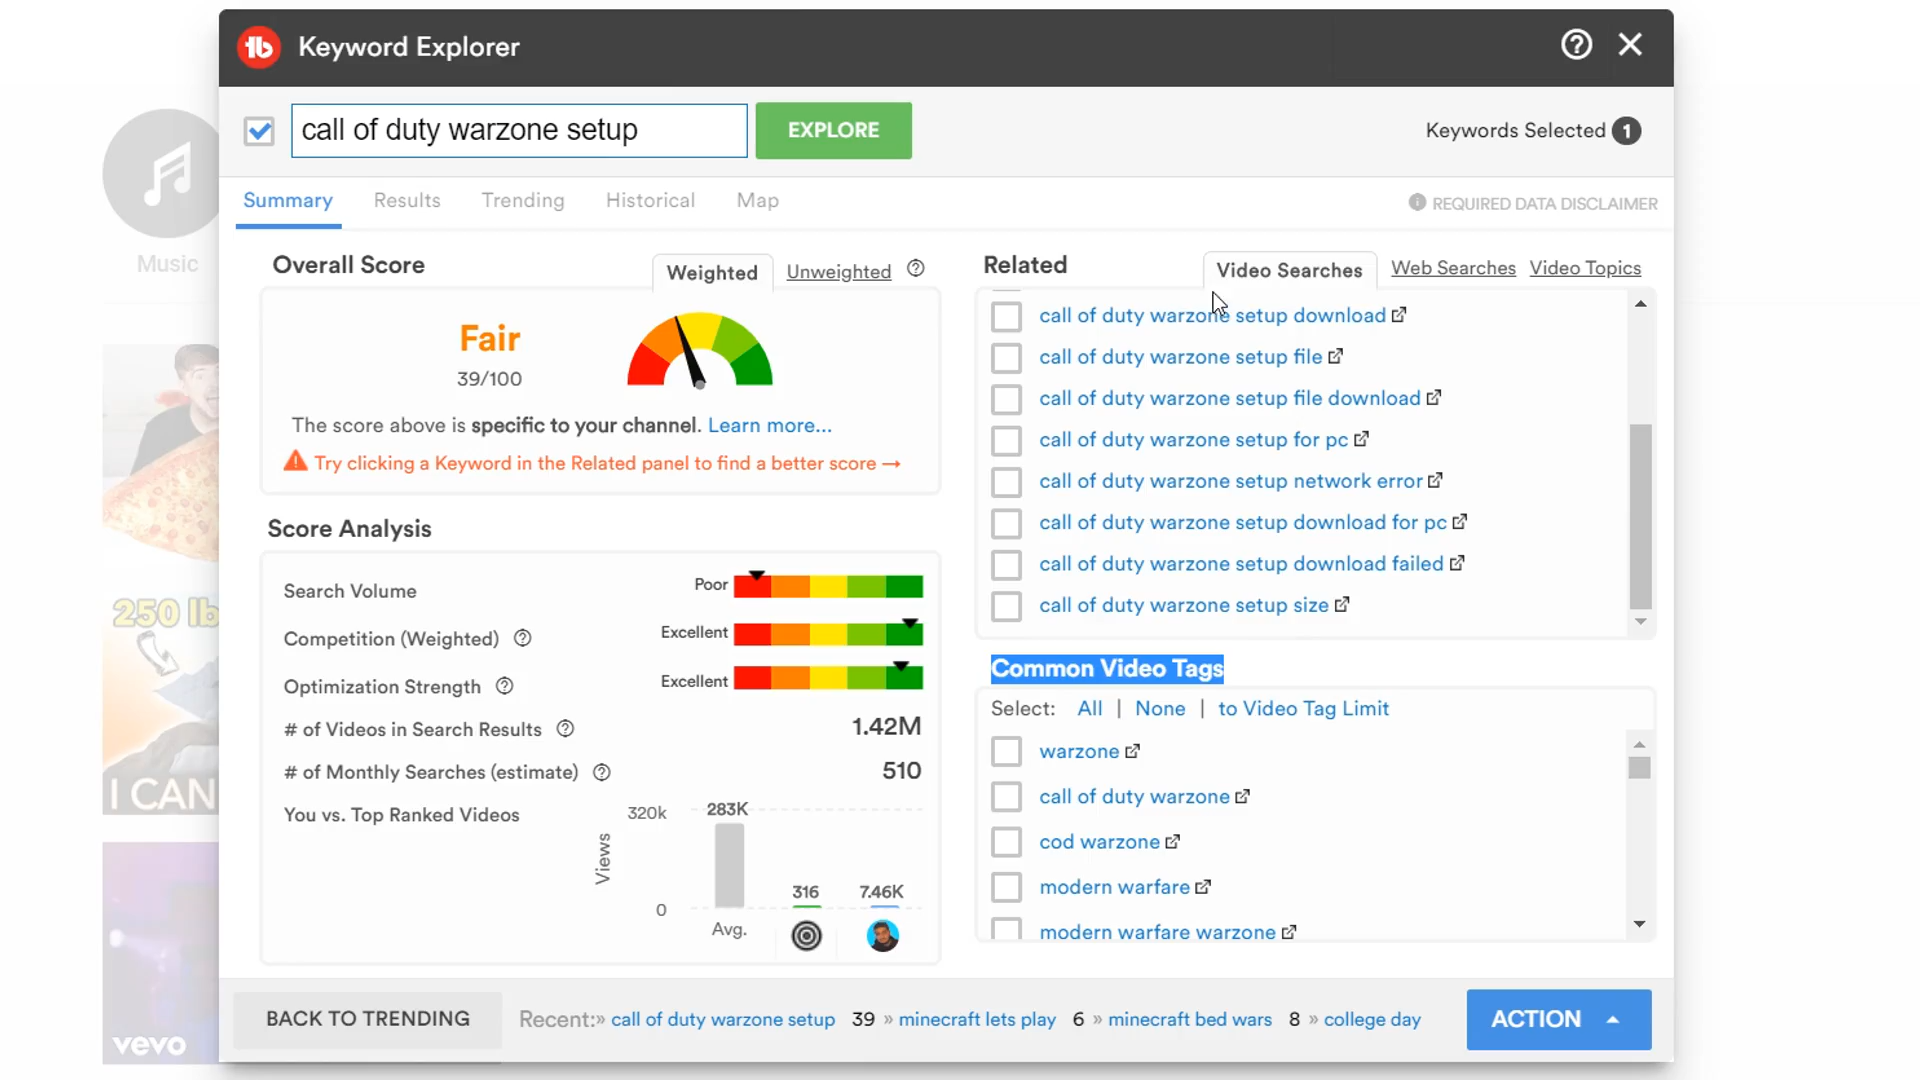 Keyword Explorer
call of duty warzone setup
EXPLORE
Keywords Selected 1
Summary Results Trending Historical Map
REQUIRED DATA DISCLAIMER
Music
Overall Score
Weighted Unweighted
Fair
39/100
The score above is specific to your channel. Learn more...
Try clicking a Keyword in the Related panel to find a better score →
Score Analysis
Search Volume Poor
Competition (Weighted) Excellent
Optimization Strength Excellent
# of Videos in Search Results 1.42M
# of Monthly Searches (estimate) 510
You vs. Top Ranked Videos
Views
320k
0
283K
316
7.46K
Avg.
Related
Video Searches Web Searches Video Topics
call of duty warzone setup download
call of duty warzone setup file
call of duty warzone setup file download
call of duty warzone setup for pc
call of duty warzone setup network error
call of duty warzone setup download for pc
call of duty warzone setup download failed
call of duty warzone setup size
Common Video Tags
Select: All | None | to Video Tag Limit
warzone
call of duty warzone
cod warzone
modern warfare
modern warfare warzone
250 lb
I CAN
vevo
BACK TO TRENDING
Recent:» call of duty warzone setup 39 » minecraft lets play 6 » minecraft bed wars 8 » college day
ACTION